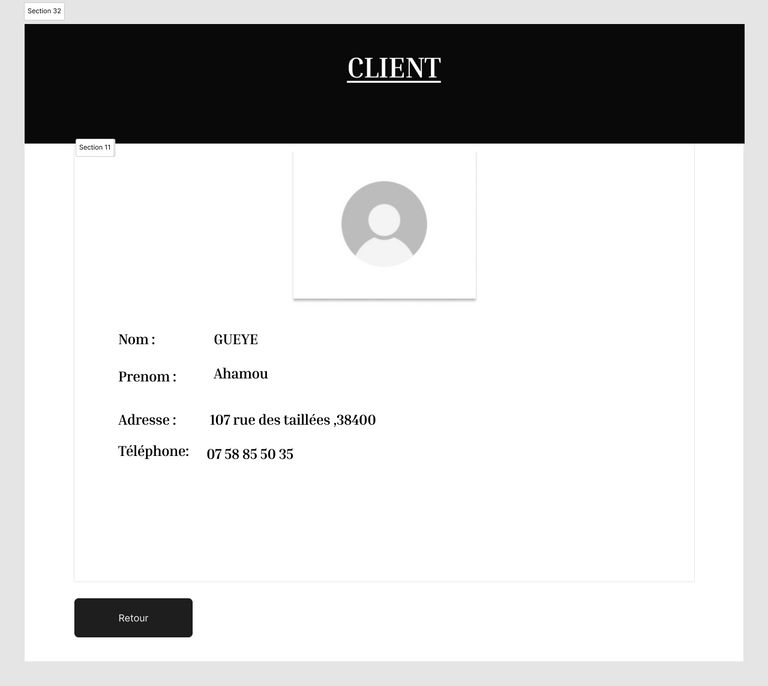 Section 32
CLIENT
Section 11
Nom : GUEYE
Prenom : Ahamou
Adresse : 107 rue des taillées ,38400
Téléphone: 07 58 85 50 35
Retour